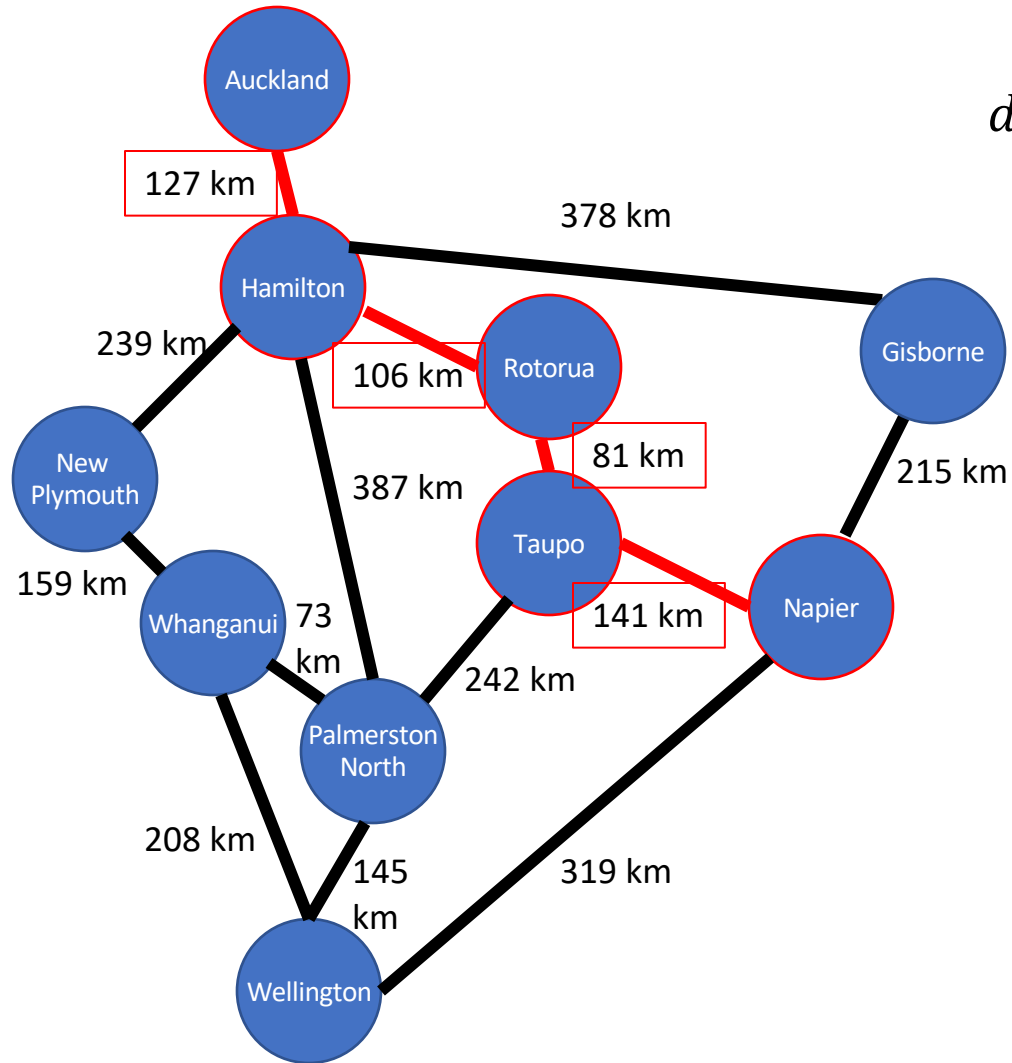 Auckland
d
127 km
378 km
Hamilton
239 km
106 km
Rotorua
Gisborne
New
Plymouth
387 km
81 km
215 km
Taupo
159 km
Whanganui
73
km
141 km
Napier
242 km
Palmerston
North
208 km
145
km
319 km
Wellington